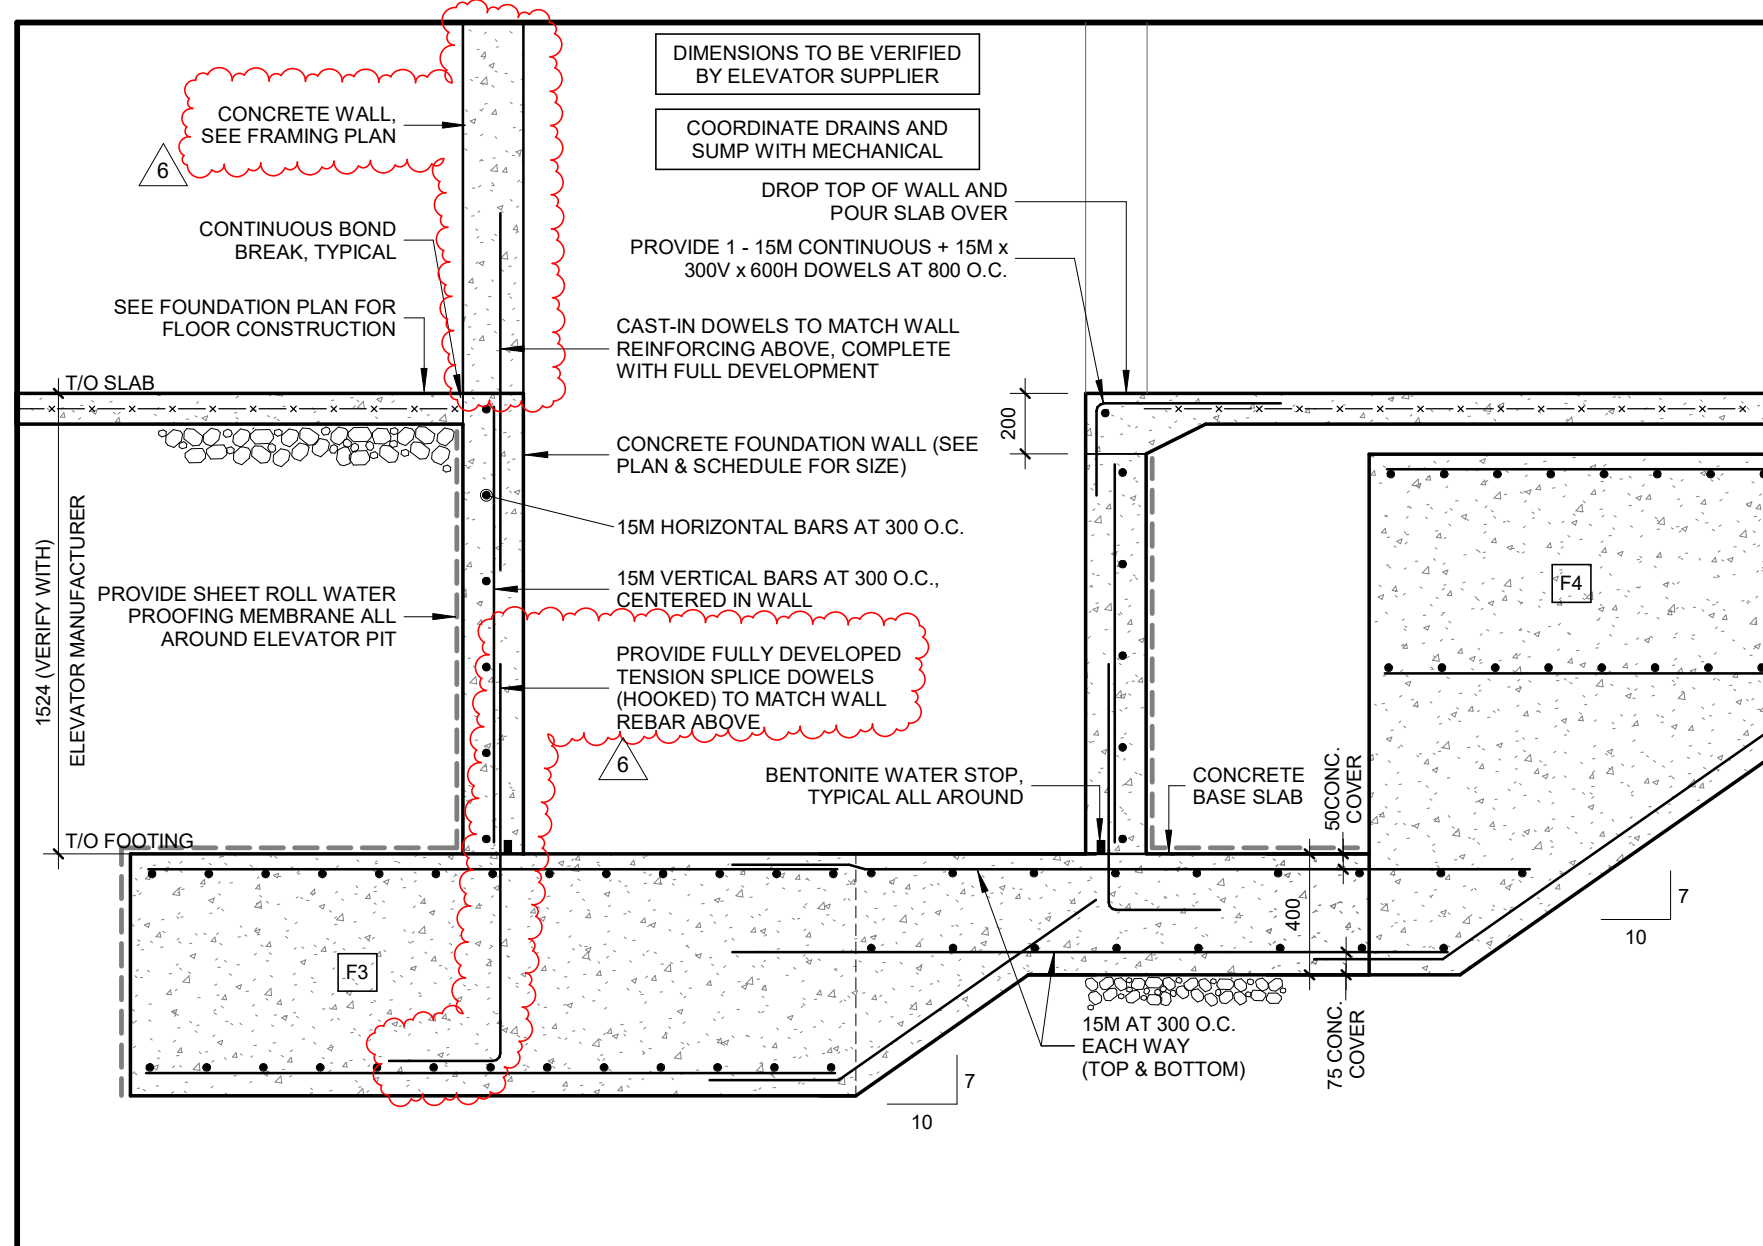 DIMENSIONS TO BE VERIFIED
BY ELEVATOR SUPPLIER
COORDINATE DRAINS AND
SUMP WITH MECHANICAL
CONCRETE WALL,
SEE FRAMING PLAN
6
CONTINUOUS BOND
BREAK, TYPICAL
SEE FOUNDATION PLAN FOR
FLOOR CONSTRUCTION
DROP TOP OF WALL AND
POUR SLAB OVER
PROVIDE 1 - 15M CONTINUOUS + 15M x
300V x 600H DOWELS AT 800 O.C.
CAST-IN DOWELS TO MATCH WALL
REINFORCING ABOVE, COMPLETE
WITH FULL DEVELOPMENT
T/O SLAB
200
CONCRETE FOUNDATION WALL (SEE
PLAN & SCHEDULE FOR SIZE)
15M HORIZONTAL BARS AT 300 O.C.
15M VERTICAL BARS AT 300 O.C.,
CENTERED IN WALL
1524 (VERIFY WITH)
ELEVATOR MANUFACTURER
PROVIDE SHEET ROLL WATER
PROOFING MEMBRANE ALL
AROUND ELEVATOR PIT
F4
PROVIDE FULLY DEVELOPED
TENSION SPLICE DOWELS
(HOOKED) TO MATCH WALL
REBAR ABOVE
6
BENTONITE WATER STOP,
TYPICAL ALL AROUND
CONCRETE
BASE SLAB
50CONC.
COVER
T/O FOOTING
400
7
10
F3
15M AT 300 O.C.
EACH WAY
(TOP & BOTTOM)
75 CONC.
COVER
7
10